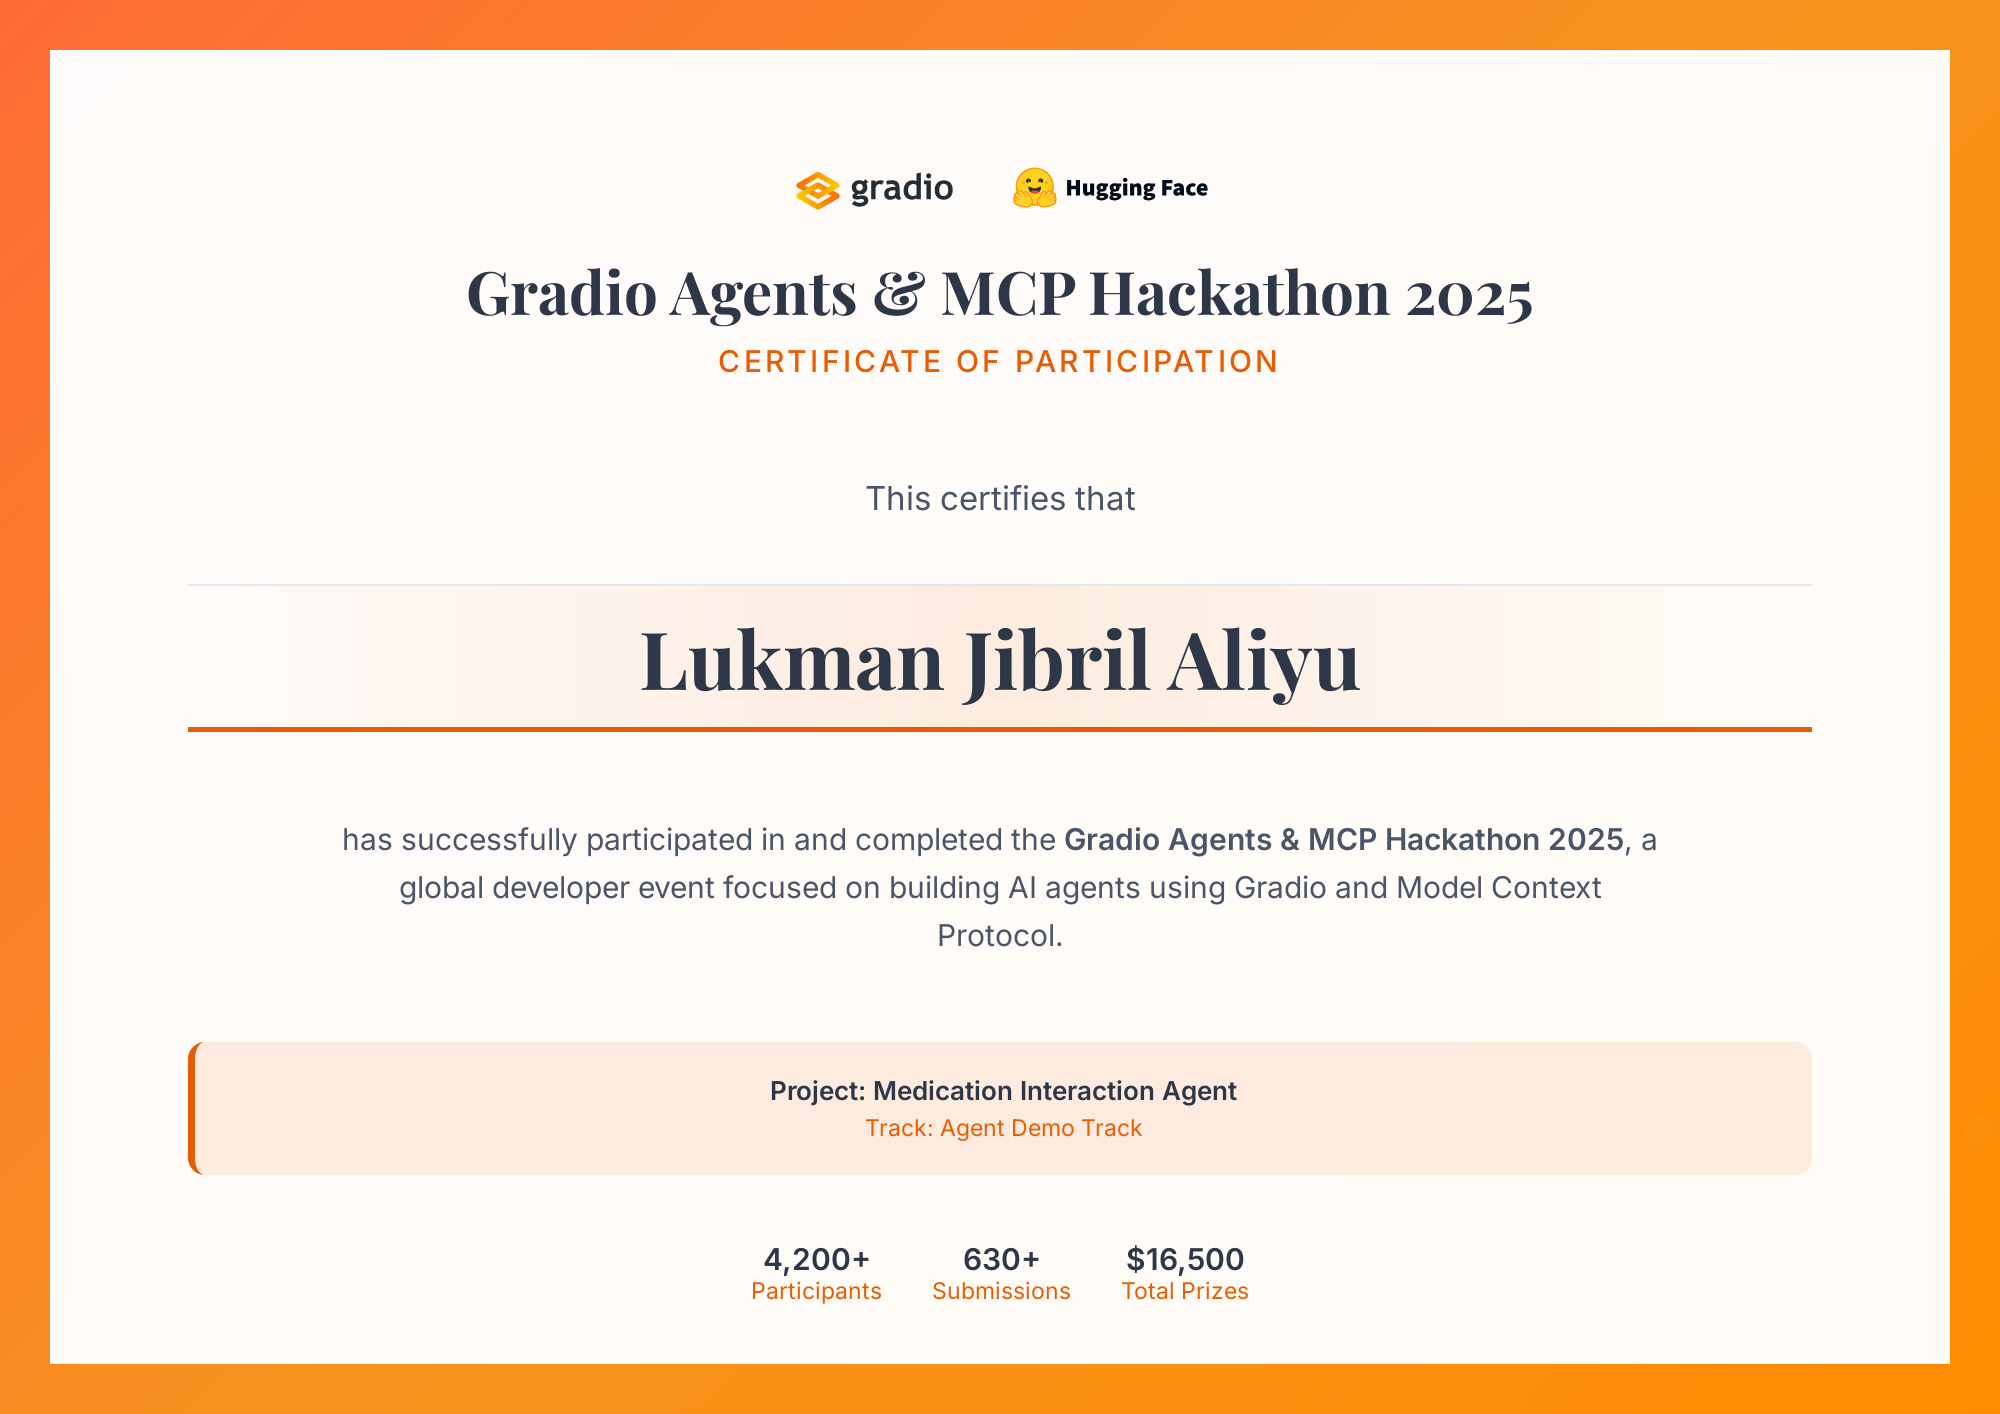 gradio Hugging Face
Gradio Agents & MCP Hackathon 2025
CERTIFICATE OF PARTICIPATION
This certifies that
Lukman Jibril Aliyu
has successfully participated in and completed the Gradio Agents & MCP Hackathon 2025, a
global developer event focused on building AI agents using Gradio and Model Context
Protocol.
Project: Medication Interaction Agent
Track: Agent Demo Track
4,200+ 630+ $16,500
Participants Submissions Total Prizes